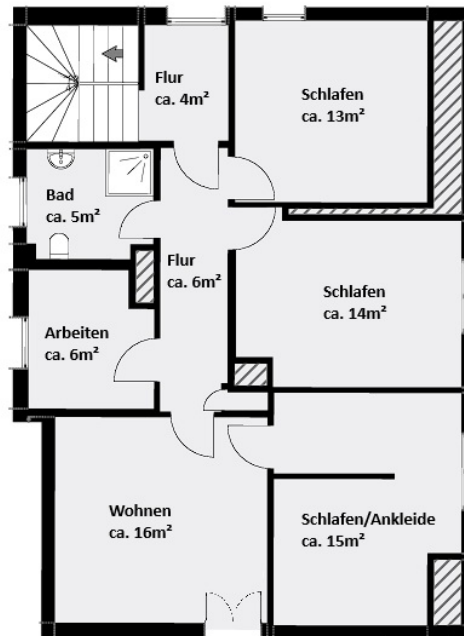 Flur
ca. 4m²
Schlafen
ca. 13m²
Bad
ca. 5m²
Flur
ca. 6m²
Schlafen
ca. 14m²
Arbeiten
ca. 6m²
Wohnen
ca. 16m²
Schlafen/Ankleide
ca. 15m²